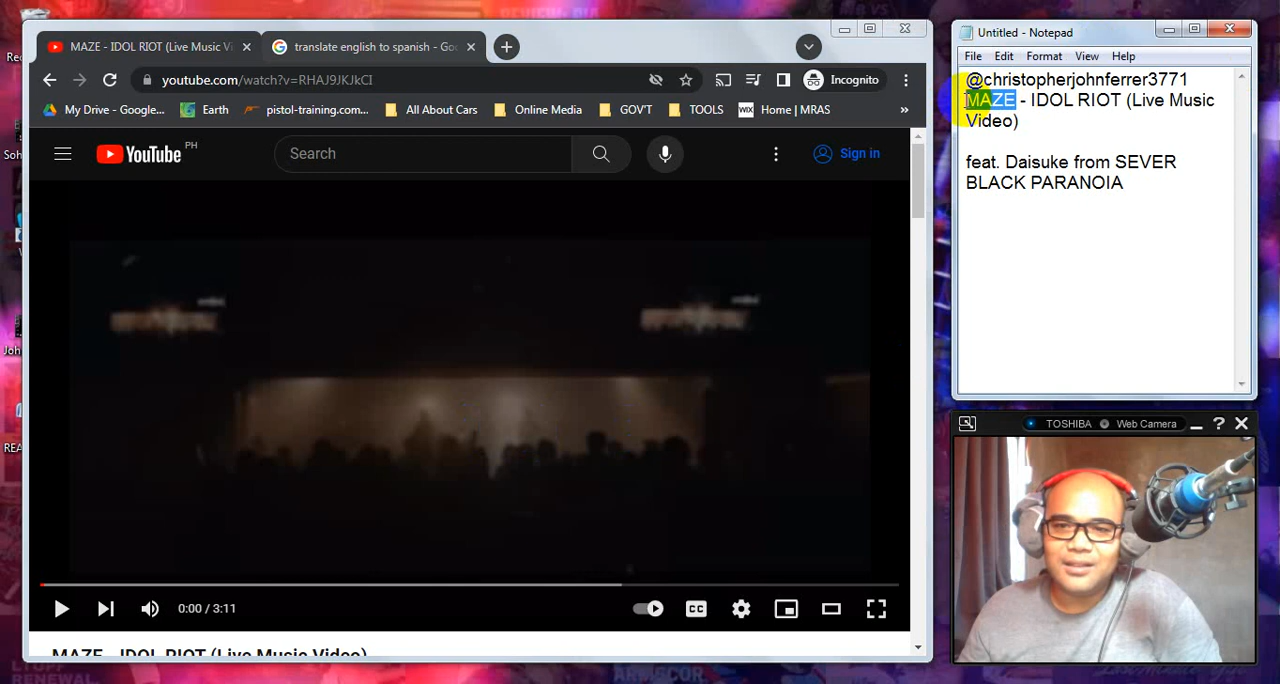 MAZE - IDOL RIOT (Live Music Vi
translate english to spanish - Goo
youtube.com/watch?v=RHAJ9JKJkCI
Incognito
My Drive - Google...
Earth
pistol-training.com...
All About Cars
Online Media
GOV'T
TOOLS
WIX
Home | MRAS
»
YouTube PH
Search
Sign in
0:00 / 3:11
CC
MAZE - IDOL RIOT (Live Music Video)
Untitled - Notepad
File Edit Format View Help
@christopherjohnferrer3771
MAZE - IDOL RIOT (Live Music
Video)
feat. Daisuke from SEVER
BLACK PARANOIA
TOSHIBA Web Camera
? X